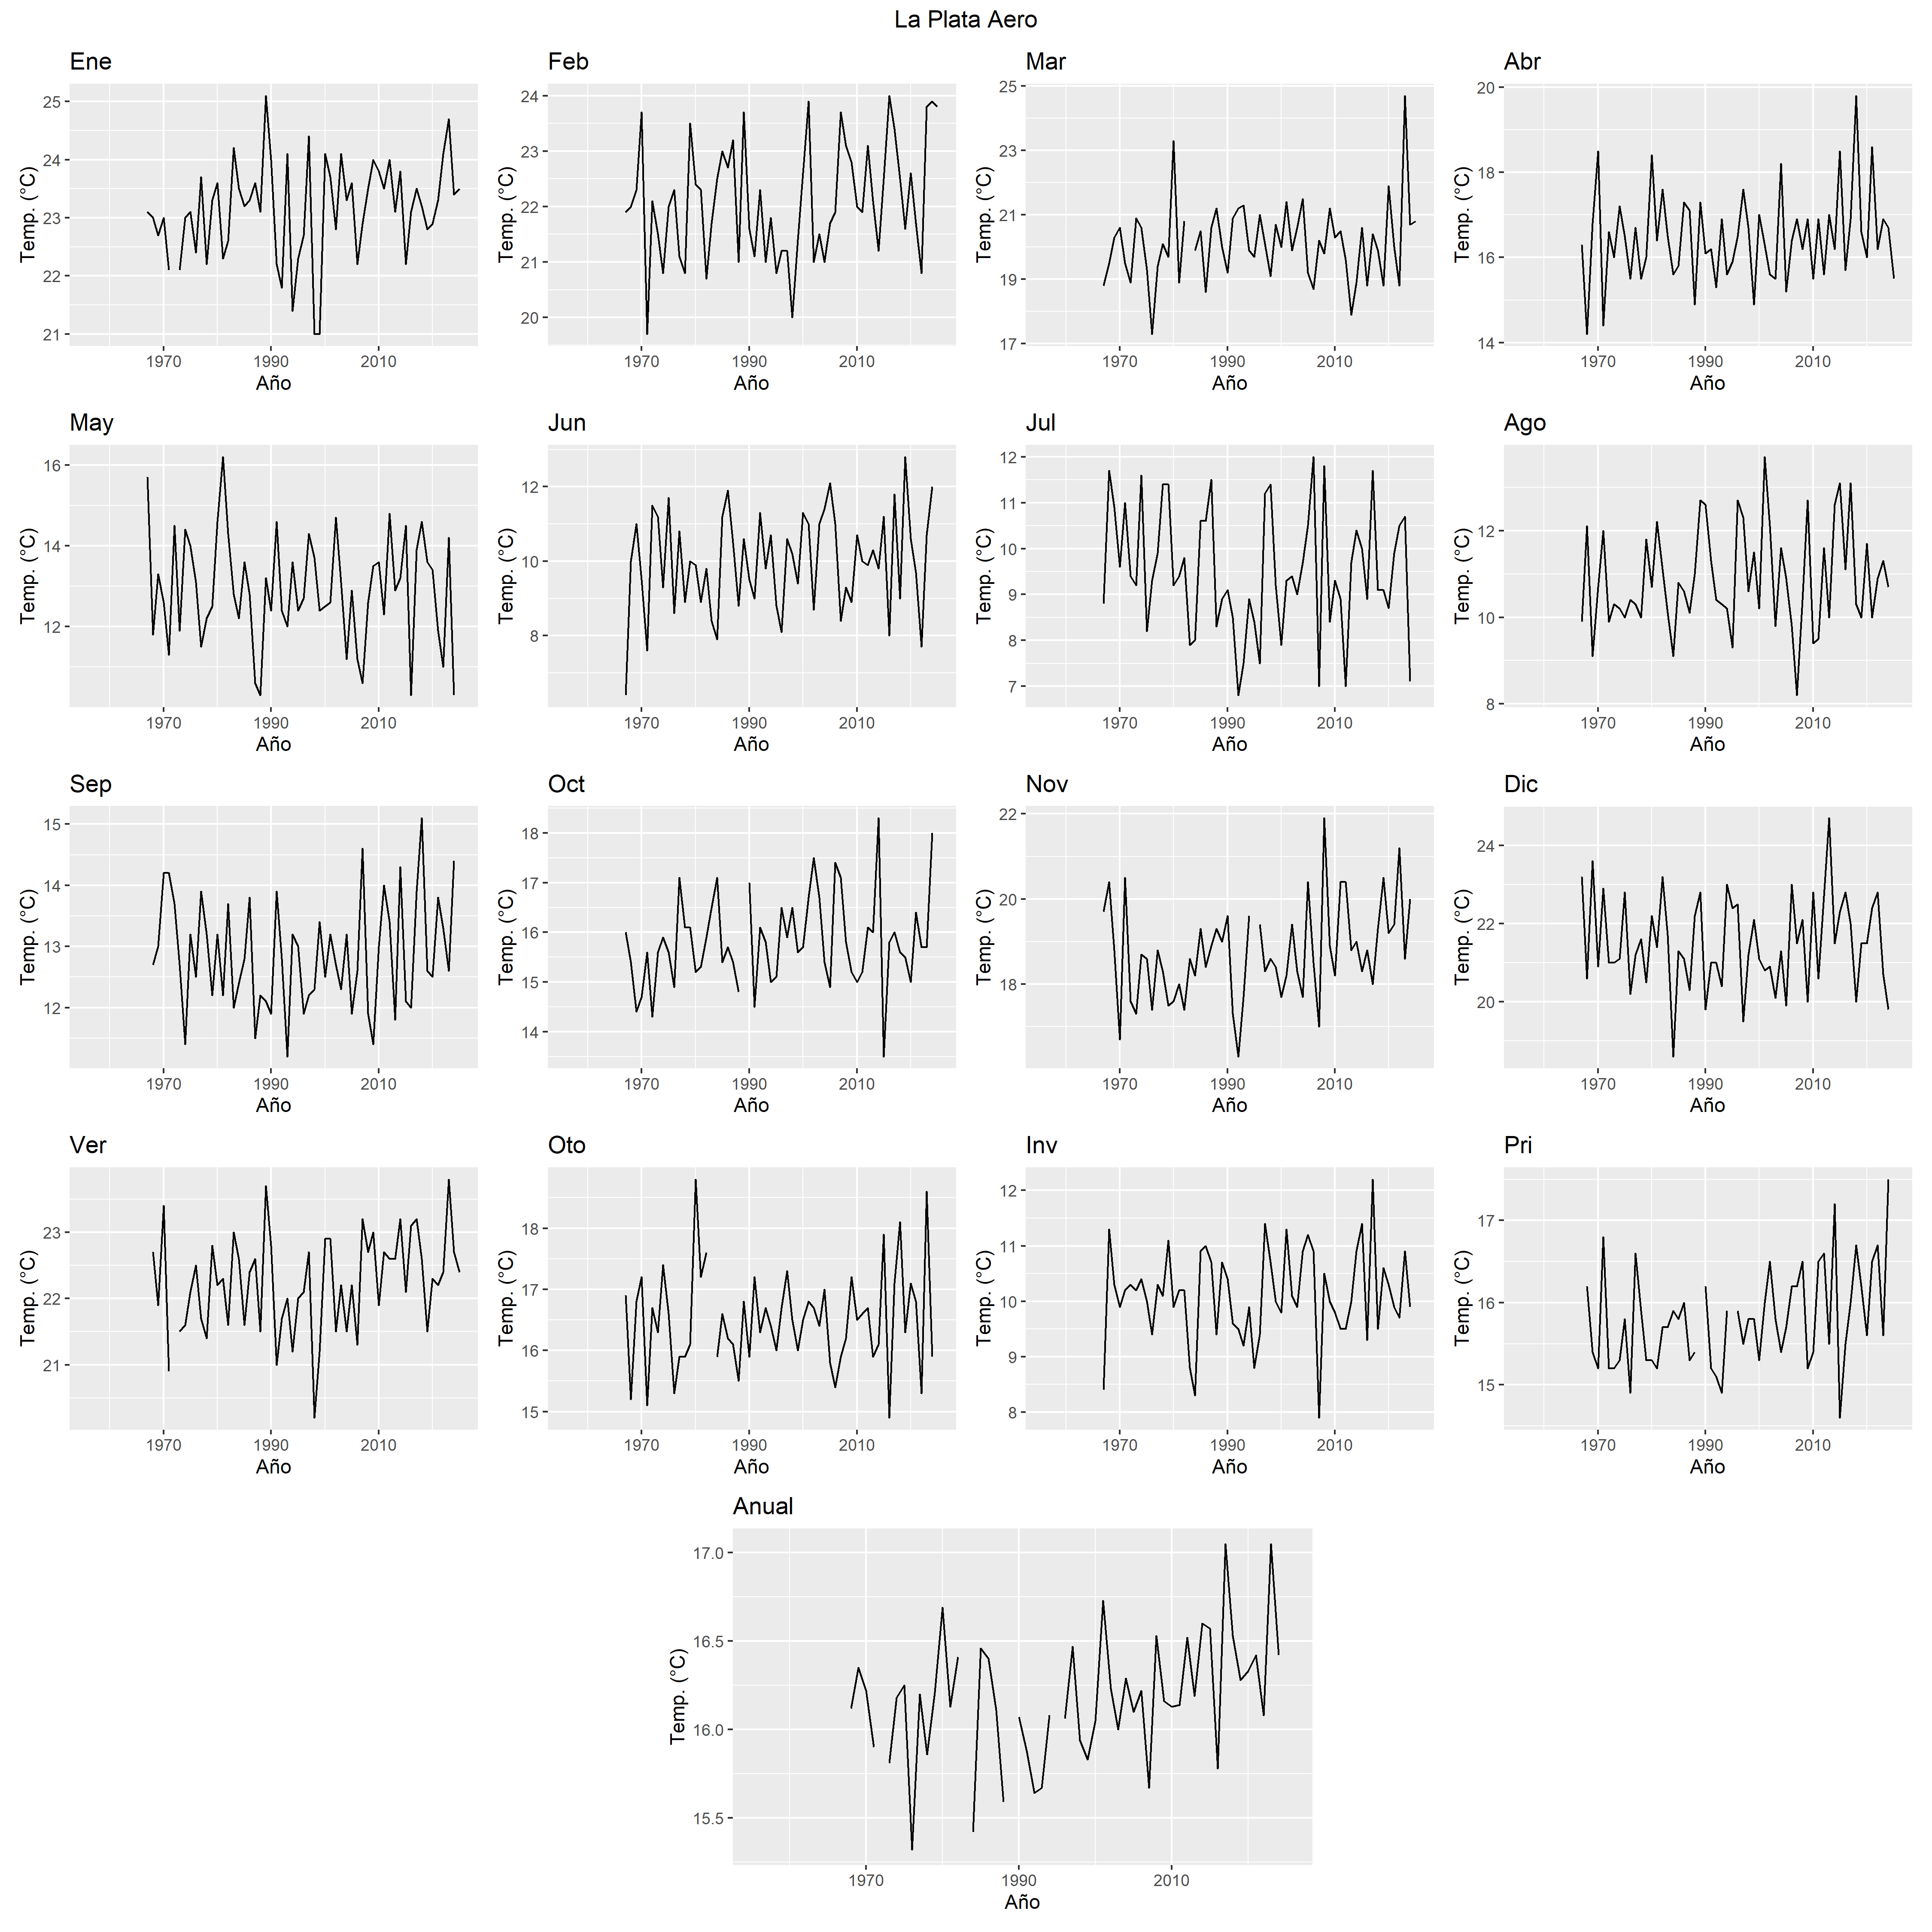 La Plata Aero
Ene Feb Mar Abr
25
24
23
22
21
Temp. (°C)
1970 1990 2010
Año
24
23
22
21
20
Temp. (°C)
1970 1990 2010
Año
25
23
21
19
17
Temp. (°C)
1970 1990 2010
Año
20
18
16
14
Temp. (°C)
1970 1990 2010
Año
May Jun Jul Ago
16
14
12
Temp. (°C)
1970 1990 2010
Año
12
10
8
Temp. (°C)
1970 1990 2010
Año
12
11
10
9
8
7
Temp. (°C)
1970 1990 2010
Año
12
10
8
Temp. (°C)
1970 1990 2010
Año
Sep Oct Nov Dic
15
14
13
12
Temp. (°C)
1970 1990 2010
Año
18
17
16
15
14
Temp. (°C)
1970 1990 2010
Año
22
20
18
Temp. (°C)
1970 1990 2010
Año
24
22
20
Temp. (°C)
1970 1990 2010
Año
Ver Oto Inv Pri
23
22
21
Temp. (°C)
1970 1990 2010
Año
18
17
16
15
Temp. (°C)
1970 1990 2010
Año
12
11
10
9
8
Temp. (°C)
1970 1990 2010
Año
17
16
15
Temp. (°C)
1970 1990 2010
Año
Anual
17.0
16.5
16.0
15.5
Temp. (°C)
1970 1990 2010
Año